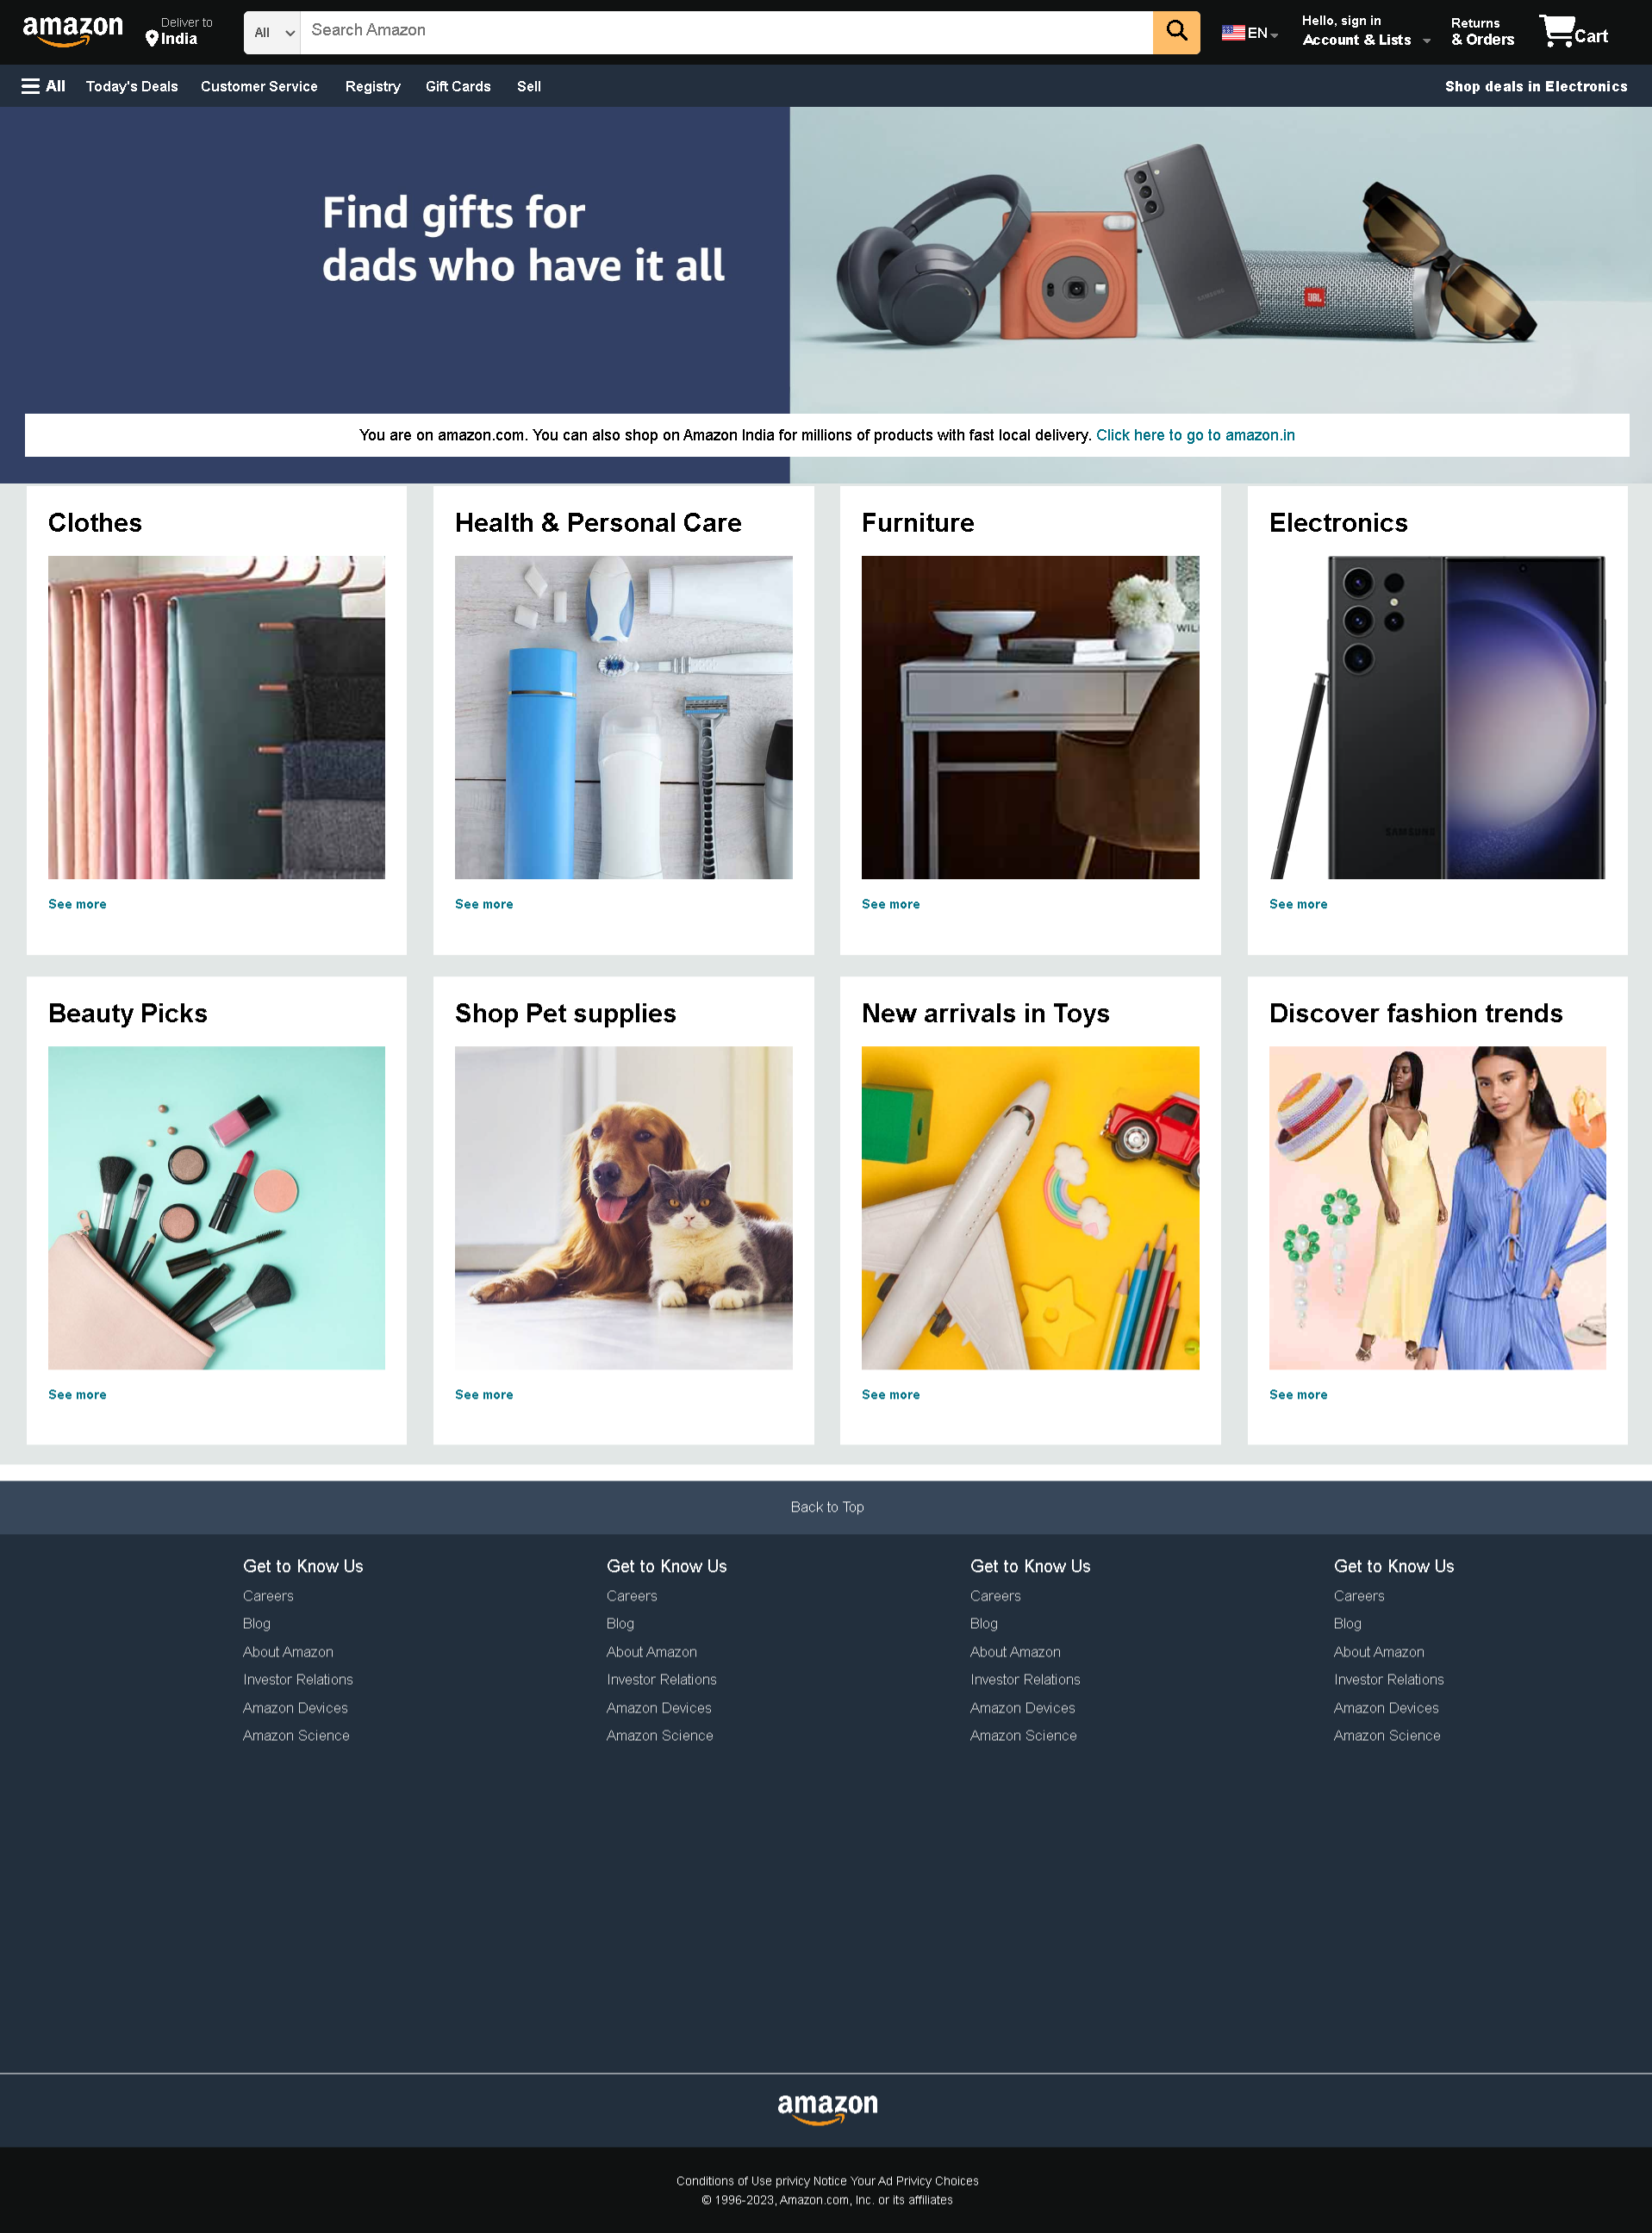 amazon
Deliver to
India
All
Search Amazon
EN
Hello, sign in
Account & Lists
Returns
& Orders
Cart
All
Today's Deals
Customer Service
Registry
Gift Cards
Sell
Shop deals in Electronics
Find gifts for
dads who have it all
SAMSUNG
JBL
You are on amazon.com. You can also shop on Amazon India for millions of products with fast local delivery. Click here to go to amazon.in
Clothes
Health & Personal Care
Furniture
Electronics
WIL
SAMSUNG
See more
See more
See more
See more
Beauty Picks
Shop Pet supplies
New arrivals in Toys
Discover fashion trends
See more
See more
See more
See more
Back to Top
Get to Know Us
Careers
Blog
About Amazon
Investor Relations
Amazon Devices
Amazon Science
Get to Know Us
Careers
Blog
About Amazon
Investor Relations
Amazon Devices
Amazon Science
Get to Know Us
Careers
Blog
About Amazon
Investor Relations
Amazon Devices
Amazon Science
Get to Know Us
Careers
Blog
About Amazon
Investor Relations
Amazon Devices
Amazon Science
amazon
Conditions of Use privicy Notice Your Ad Privicy Choices
© 1996-2023, Amazon.com, Inc. or its affiliates